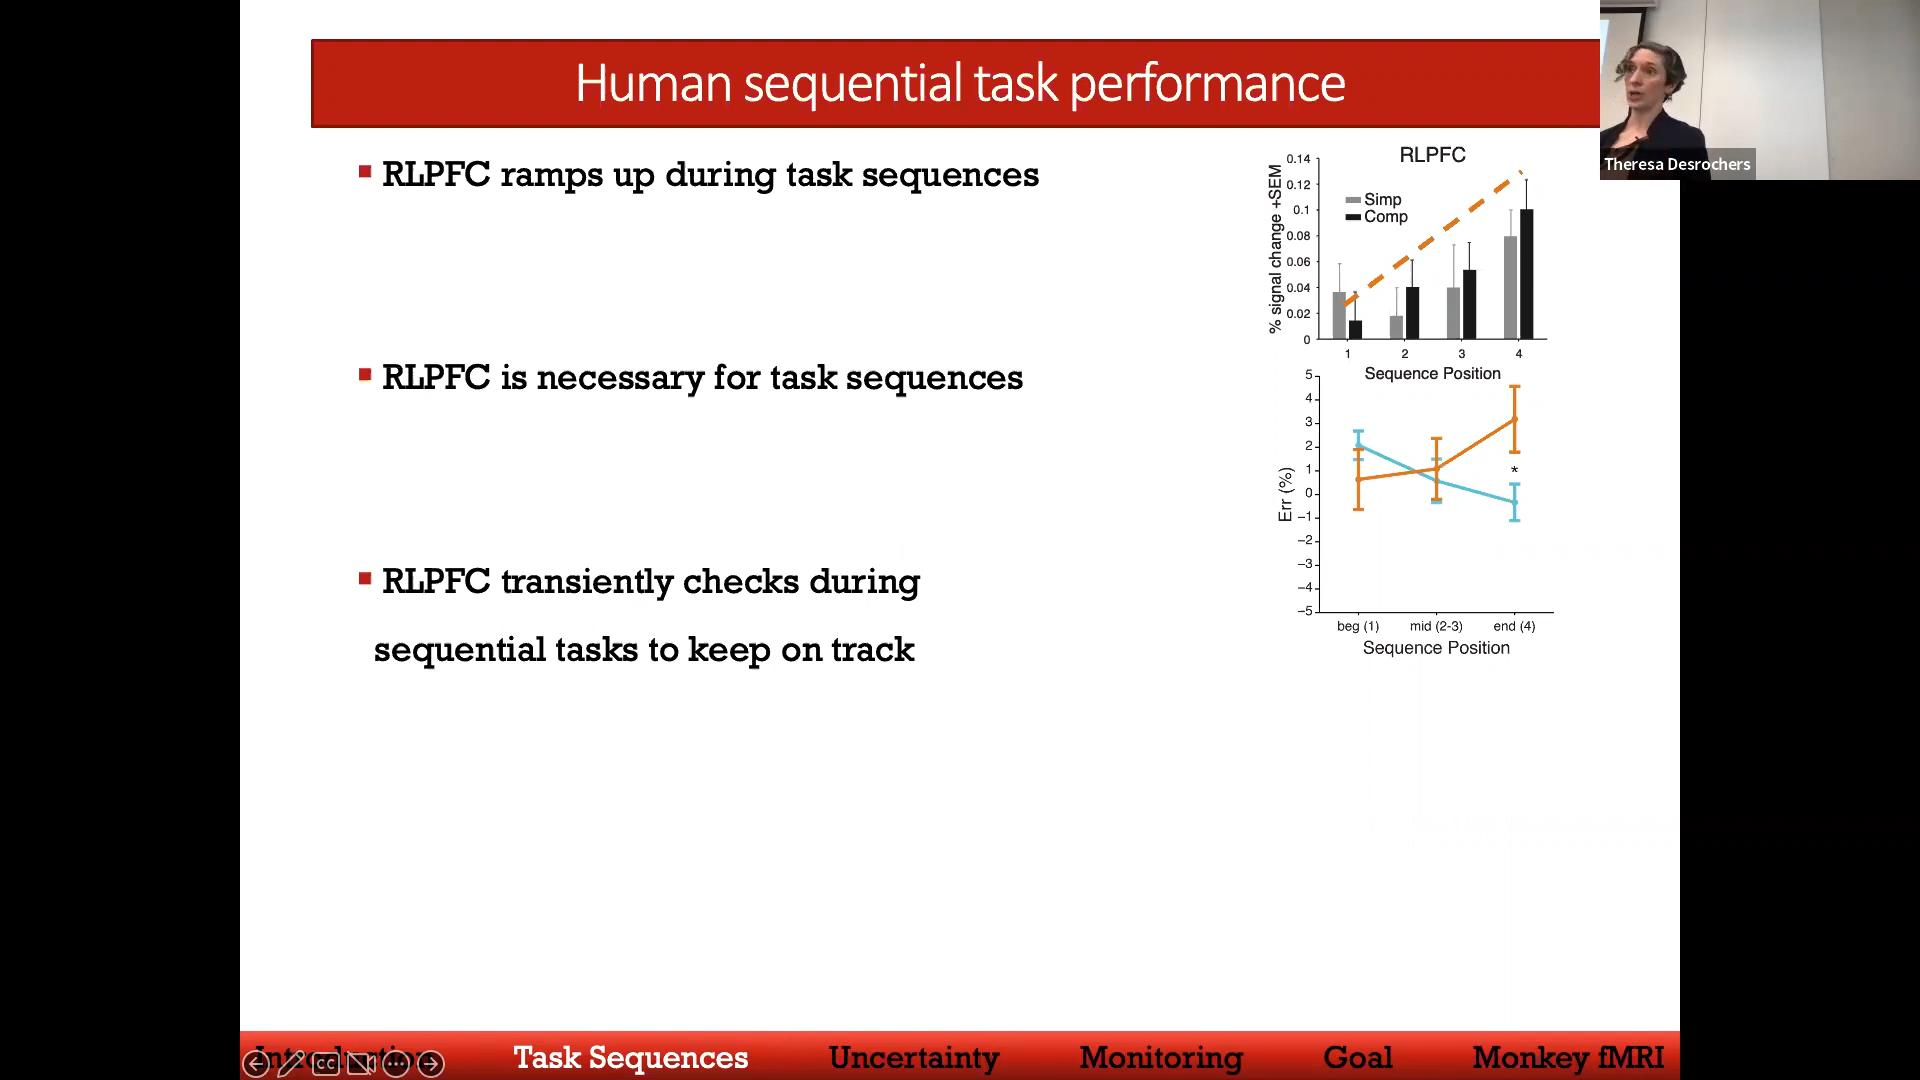 Human sequential task performance
Theresa Desrochers
RLPFC ramps up during task sequences
RLPFC is necessary for task sequences
RLPFC transiently checks during
sequential tasks to keep on track
RLPFC
% signal change +SEM
0.14
0.12
0.1
0.08
0.06
0.04
0.02
0
Simp
Comp
1 2 3 4
Sequence Position
Err (%)
5
4
3
2
1
0
−1
−2
−3
−4
−5
*
beg (1) mid (2-3) end (4)
Sequence Position
Introduction Task Sequences Uncertainty Monitoring Goal Monkey fMRI
CC